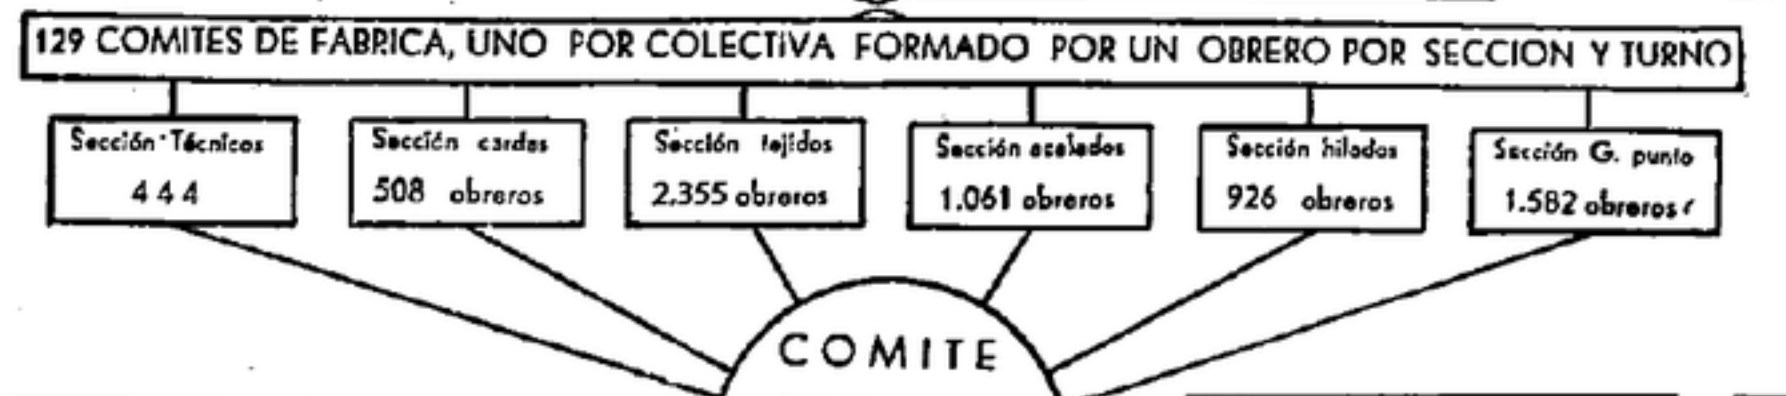 129 COMITES DE FABRICA, UNO POR COLECTIVA FORMADO POR UN OBRERO POR SECCION Y TURNO
Sección Técnicos
444
Sección cardas
508 obreros
Sección tejidos
2.355 obreros
Sección acabados
1.061 obreros
Sección hilados
926 obreros
Sección G. punto
1.582 obreros
COMITE